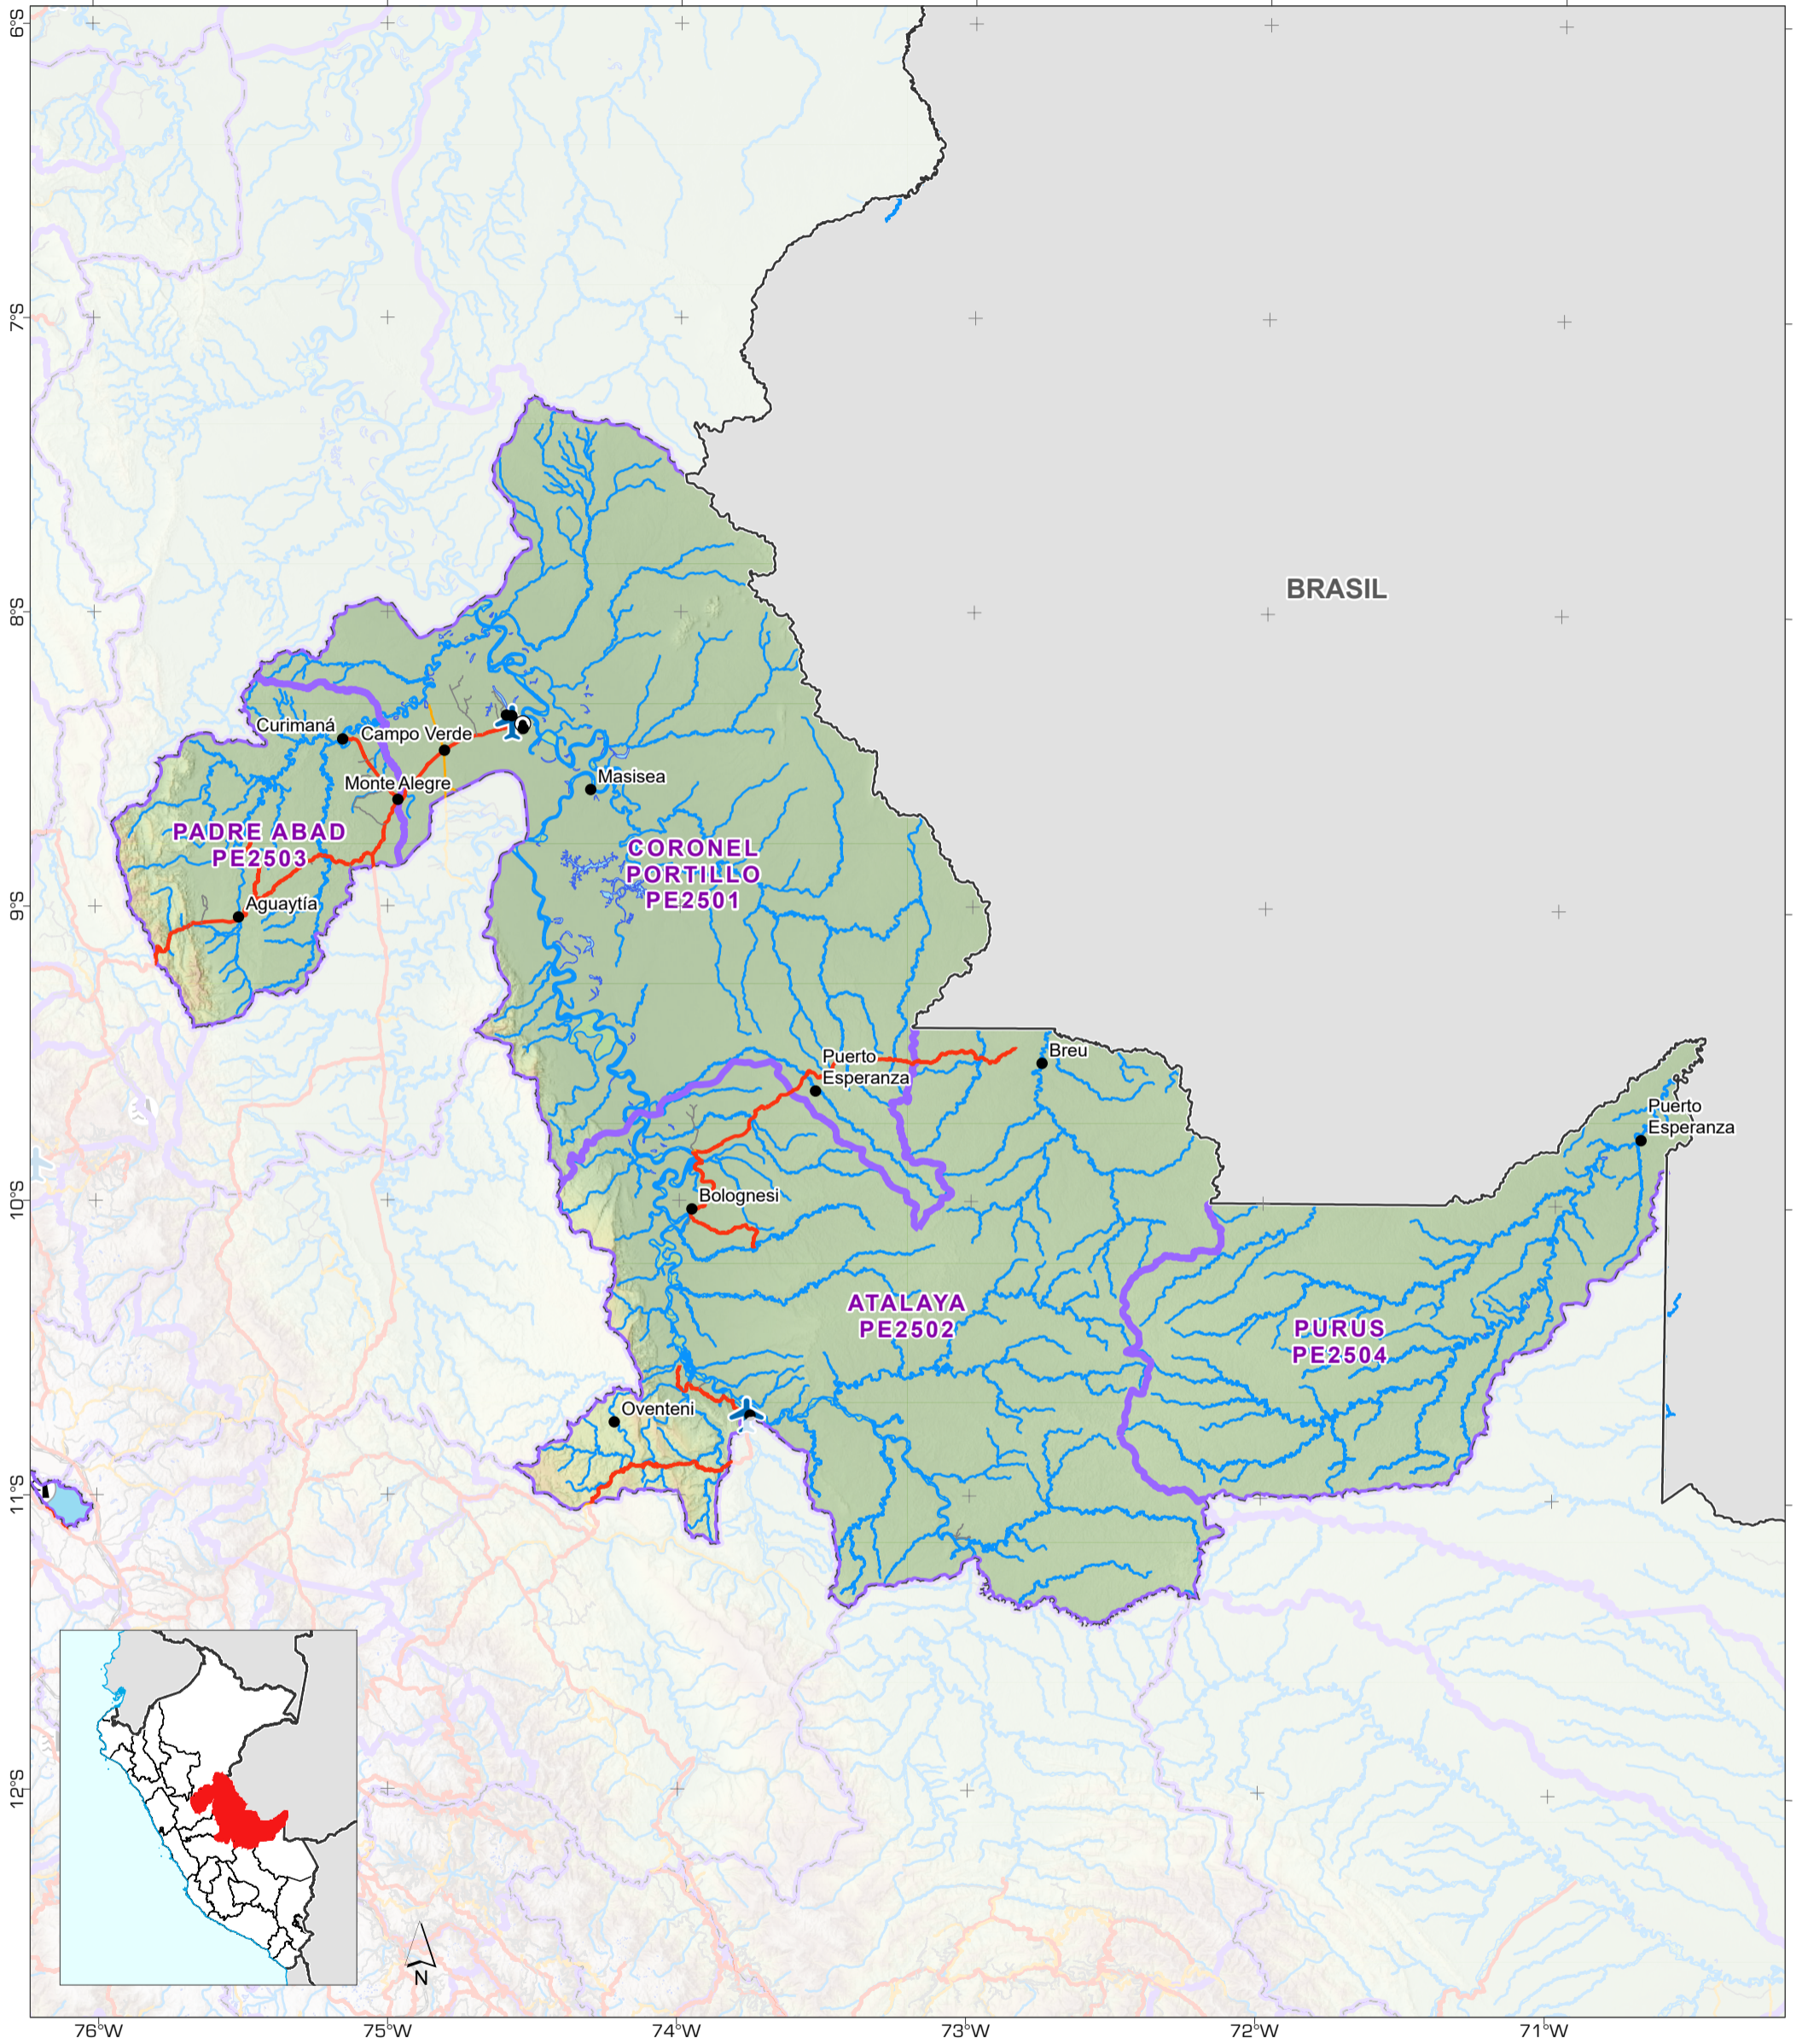 6°S
7°S
8°S
9°S
10°S
11°S
12°S
BRASIL
Curimaná
Campo Verde
Monte Alegre
Masisea
PADRE ABAD
PE2503
CORONEL
PORTILLO
PE2501
Aguaytía
Puerto
Esperanza
Breu
Puerto
Esperanza
Bolognesi
ATALAYA
PE2502
PURUS
PE2504
Oventeni
N
76°W
75°W
74°W
73°W
72°W
71°W